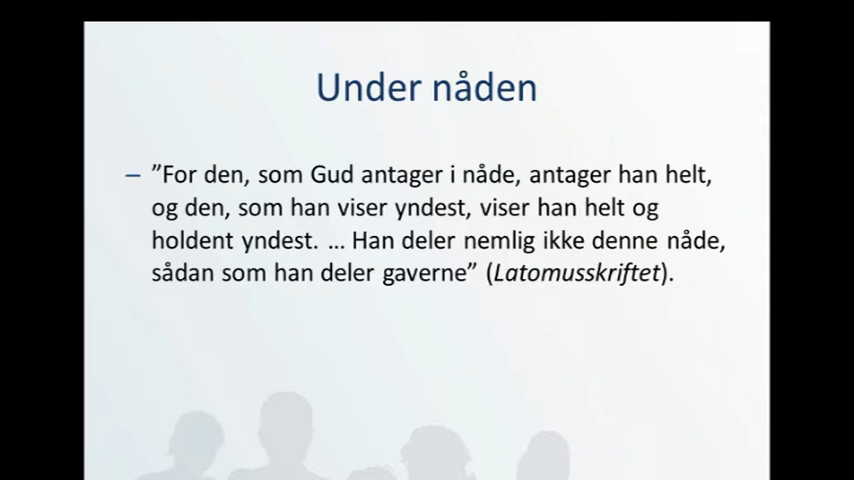 Under nåden
– ”For den, som Gud antager i nåde, antager han helt,
og den, som han viser yndest, viser han helt og
holdent yndest. ... Han deler nemlig ikke denne nåde,
sådan som han deler gaverne” (Latomusskriftet).